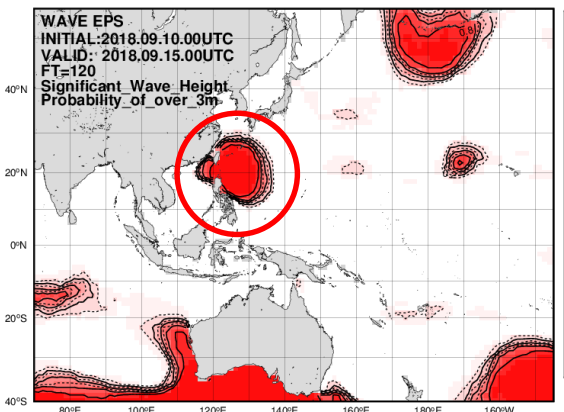 WAVE EPS
INITIAL:2018.09.10.00UTC
VALID: 2018.09.15.00UTC
FT=120
Significant_Wave_Height
Probability_of_over_3m
0.8
40°N
20°N
0°N
20°S
40°S
80°E 100°E 120°E 140°E 160°E 180°E 160°W